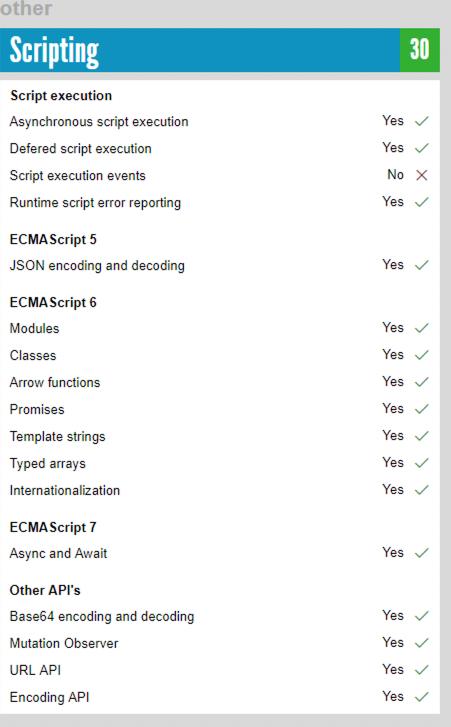 other
Scripting 30
Script execution
Asynchronous script execution Yes ✓
Defered script execution Yes ✓
Script execution events No ✕
Runtime script error reporting Yes ✓
ECMAScript 5
JSON encoding and decoding Yes ✓
ECMAScript 6
Modules Yes ✓
Classes Yes ✓
Arrow functions Yes ✓
Promises Yes ✓
Template strings Yes ✓
Typed arrays Yes ✓
Internationalization Yes ✓
ECMAScript 7
Async and Await Yes ✓
Other API's
Base64 encoding and decoding Yes ✓
Mutation Observer Yes ✓
URL API Yes ✓
Encoding API Yes ✓